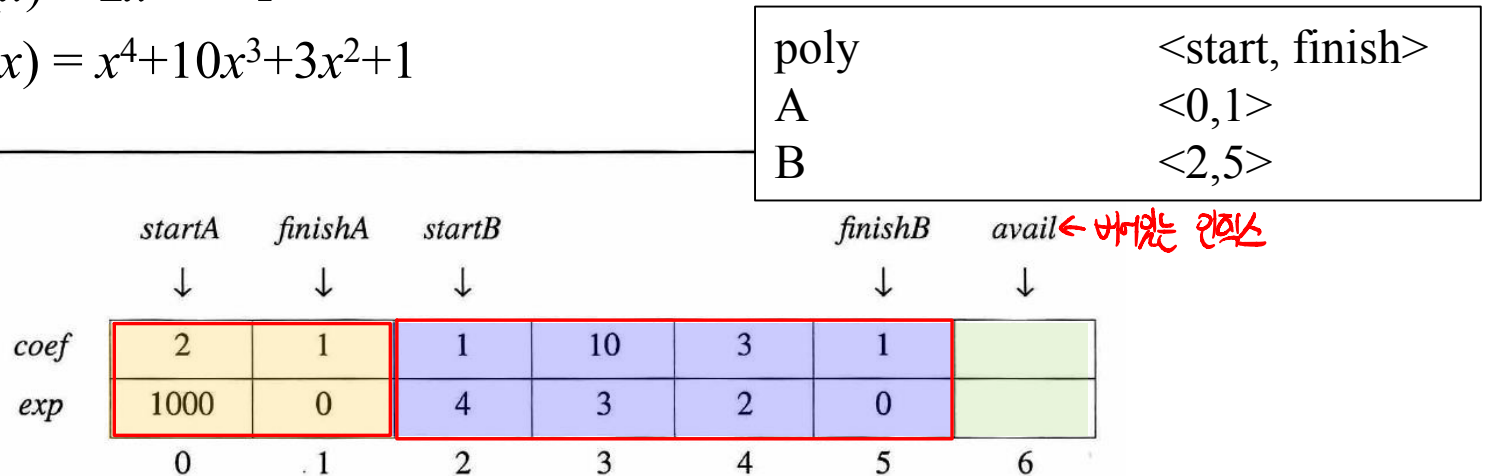 x) = x⁴+10x³+3x²+1
poly <start, finish>
A <0,1>
B <2,5>
startA finishA startB finishB avail ← 비어있는 인덱스
↓ ↓ ↓ ↓ ↓
coef 2 1 1 10 3 1
exp 1000 0 4 3 2 0
0 1 2 3 4 5 6